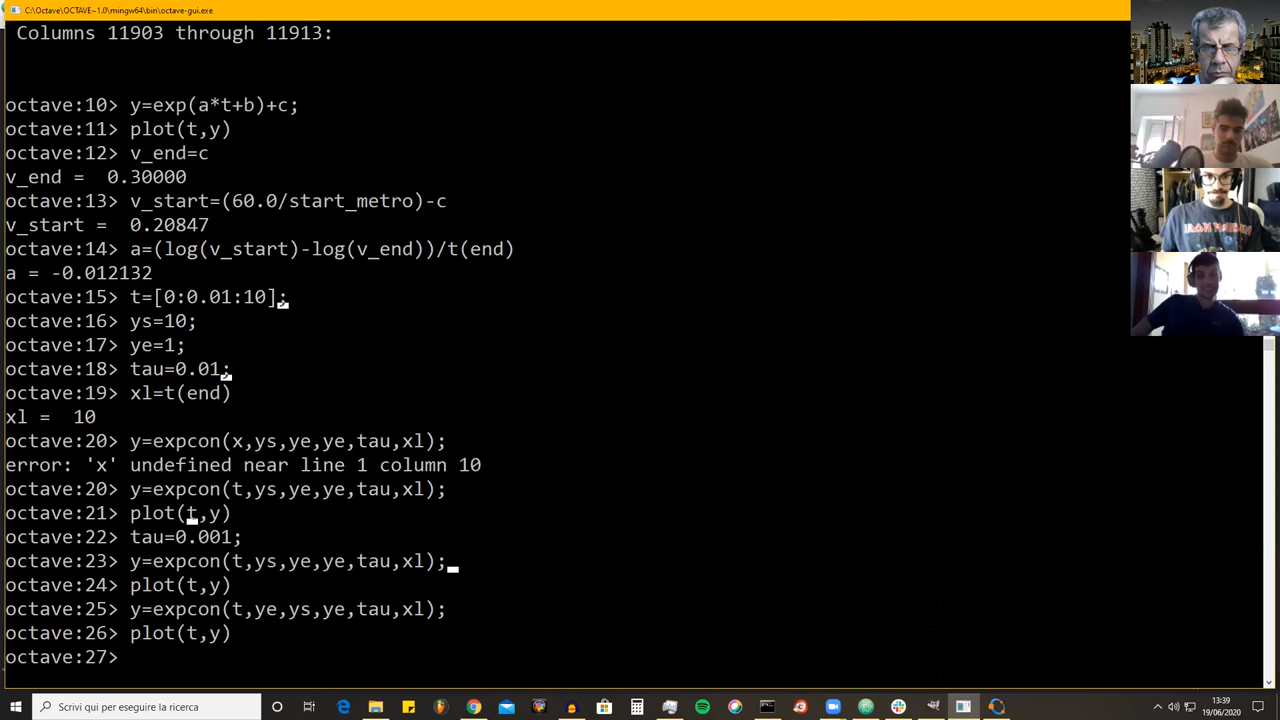 C:\Octave\OCTAVE~1.0\mingw64\bin\octave-gui.exe
Columns 11903 through 11913:
octave:10> y=exp(a*t+b)+c;
octave:11> plot(t,y)
octave:12> v_end=c
v_end =  0.30000
octave:13> v_start=(60.0/start_metro)-c
v_start =  0.20847
octave:14> a=(log(v_start)-log(v_end))/t(end)
a = -0.012132
octave:15> t=[0:0.01:10];
octave:16> ys=10;
octave:17> ye=1;
octave:18> tau=0.01;
octave:19> xl=t(end)
xl =  10
octave:20> y=expcon(x,ys,ye,ye,tau,xl);
error: 'x' undefined near line 1 column 10
octave:20> y=expcon(t,ys,ye,ye,tau,xl);
octave:21> plot(t,y)
octave:22> tau=0.001;
octave:23> y=expcon(t,ys,ye,ye,tau,xl);
octave:24> plot(t,y)
octave:25> y=expcon(t,ye,ys,ye,tau,xl);
octave:26> plot(t,y)
octave:27>
IRON MAIDEN
Scrivi qui per eseguire la ricerca
13:39
19/06/2020